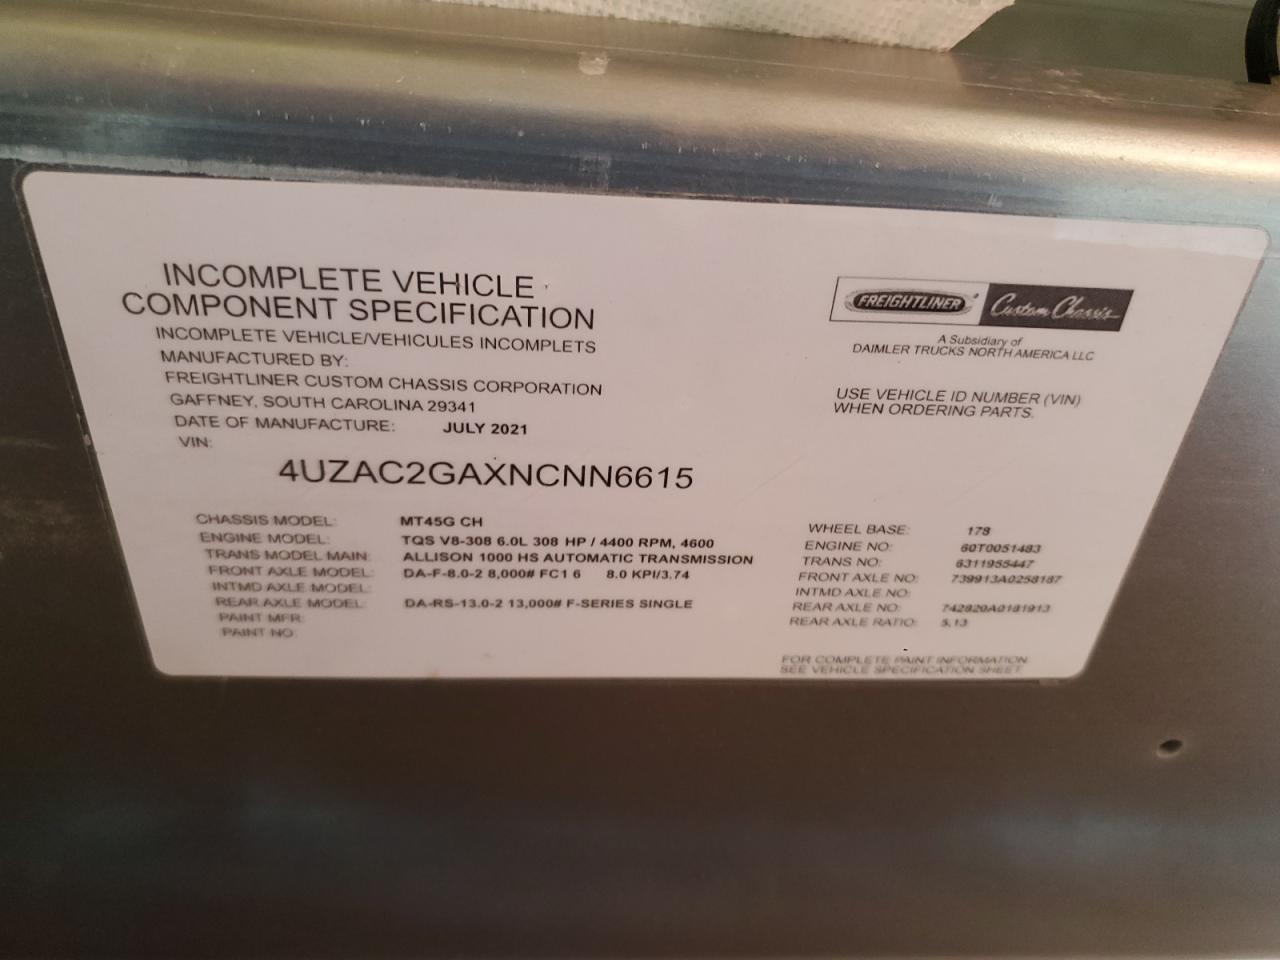 INCOMPLETE VEHICLE
COMPONENT SPECIFICATION
INCOMPLETE VEHICLE/VEHICULES INCOMPLETS
MANUFACTURED BY:
FREIGHTLINER CUSTOM CHASSIS CORPORATION
GAFFNEY, SOUTH CAROLINA 29341
DATE OF MANUFACTURE: JULY 2021
VIN:
4UZAC2GAXNCNN6615
FREIGHTLINER Custom Chassis
A Subsidiary of
DAIMLER TRUCKS NORTH AMERICA LLC
USE VEHICLE ID NUMBER (VIN)
WHEN ORDERING PARTS.
CHASSIS MODEL: MT45G CH
ENGINE MODEL: TQS V8-308 6.0L 308 HP / 4400 RPM, 4600
TRANS MODEL MAIN: ALLISON 1000 HS AUTOMATIC TRANSMISSION
FRONT AXLE MODEL: DA-F-8.0-2 8,000# FC1 6 8.0 KPI/3.74
INTMD AXLE MODEL:
REAR AXLE MODEL: DA-RS-13.0-2 13,000# F-SERIES SINGLE
PAINT MFR:
PAINT NO:
WHEEL BASE: 178
ENGINE NO: 60T0051483
TRANS NO: 6311955447
FRONT AXLE NO: 739913A0258187
INTMD AXLE NO:
REAR AXLE NO: 742820A0181913
REAR AXLE RATIO: 5.13
FOR COMPLETE PAINT INFORMATION
SEE VEHICLE SPECIFICATION SHEET